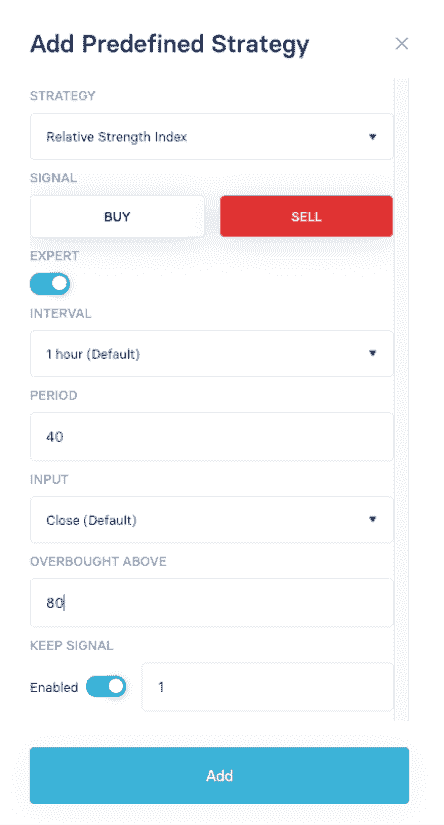 Add Predefined Strategy
STRATEGY
Relative Strength Index
SIGNAL
BUY SELL
EXPERT
INTERVAL
1 hour (Default)
PERIOD
40
INPUT
Close (Default)
OVERBOUGHT ABOVE
80
KEEP SIGNAL
Enabled 1
Add